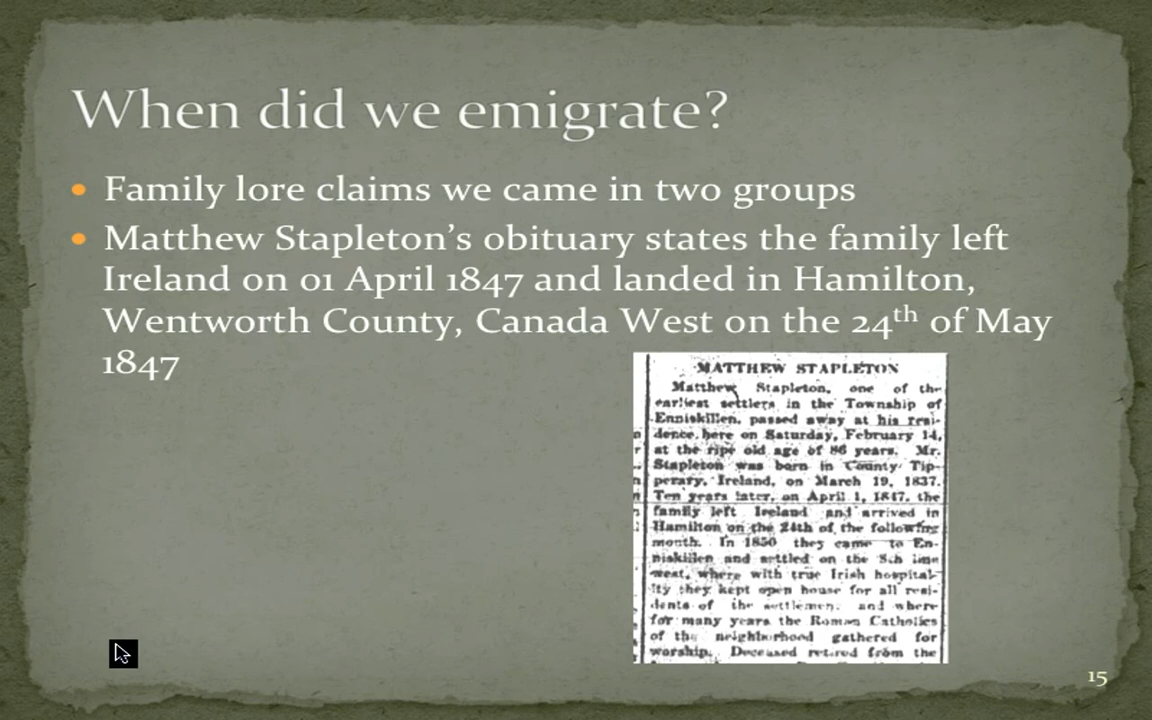 When did we emigrate?
Family lore claims we came in two groups
Matthew Stapleton's obituary states the family left
Ireland on 01 April 1847 and landed in Hamilton,
Wentworth County, Canada West on the 24th of May
1847
MATTHEW STAPLETON
Matthew Stapleton, one of the
earliest settlers in the Township of
Enniskillen, passed away at his resi-
dence here on Saturday, February 14,
at the ripe old age of 86 years. Mr.
Stapleton was born in County Tip-
perary, Ireland, on March 19, 1837.
Ten years later, on April 1, 1847, the
family left Ireland and arrived in
Hamilton on the 24th of the following
month. In 1850 they came to En-
niskillen and settled on the 8th line
west, where with true Irish hospital-
ity they kept open house for all resi-
dents of the settlement and where
for many years the Roman Catholics
of the neighborhood gathered for
worship. Deceased retired from the
15